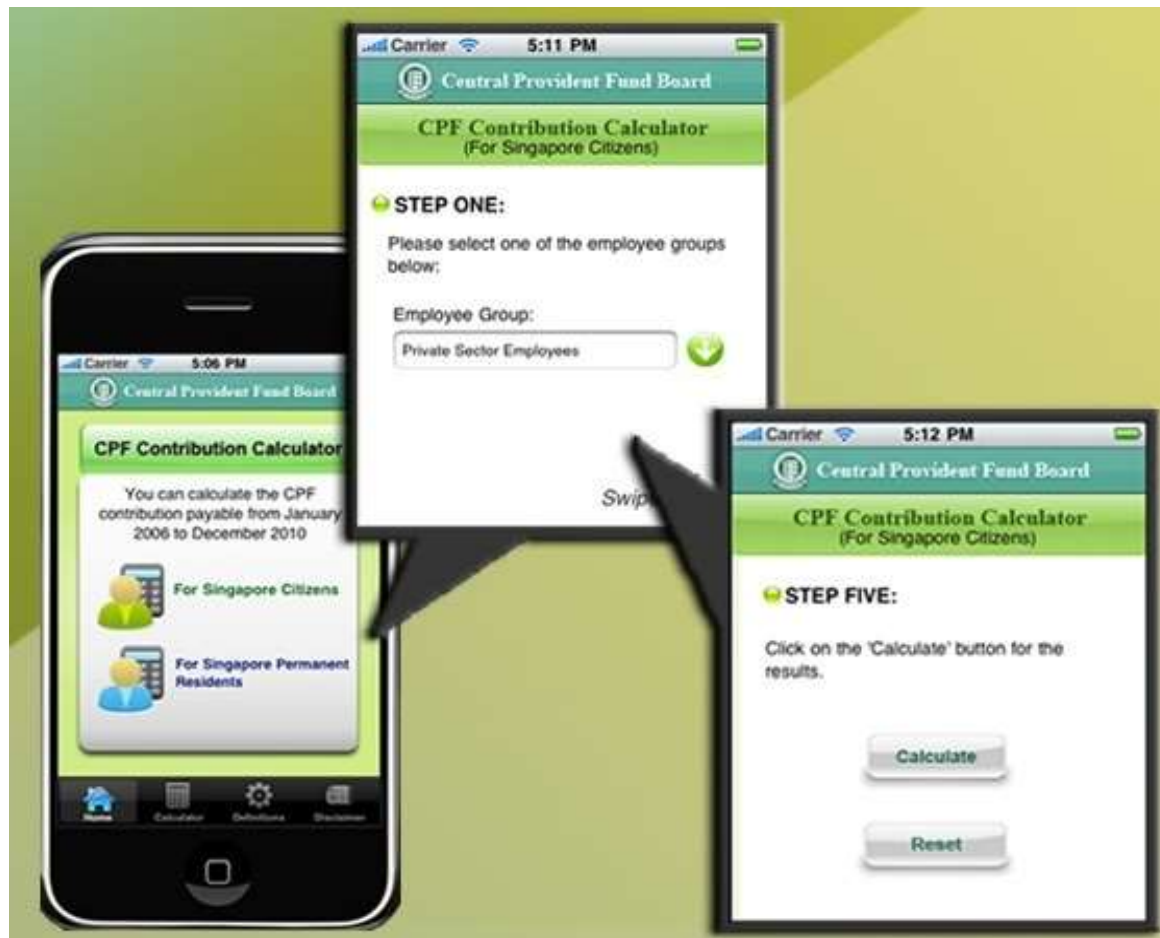 Carrier 5:11 PM
Central Provident Fund Board
CPF Contribution Calculator
(For Singapore Citizens)
STEP ONE:
Please select one of the employee groups
below:
Employee Group:
Private Sector Employees
Carrier 5:06 PM
Central Provident Fund Board
CPF Contribution Calculator
You can calculate the CPF
contribution payable from January
2006 to December 2010
For Singapore Citizens
For Singapore Permanent
Residents
Home Calculator Definitions Disclaimer
Carrier 5:12 PM
Central Provident Fund Board
CPF Contribution Calculator
(For Singapore Citizens)
STEP FIVE:
Click on the 'Calculate' button for the
results.
Calculate
Reset